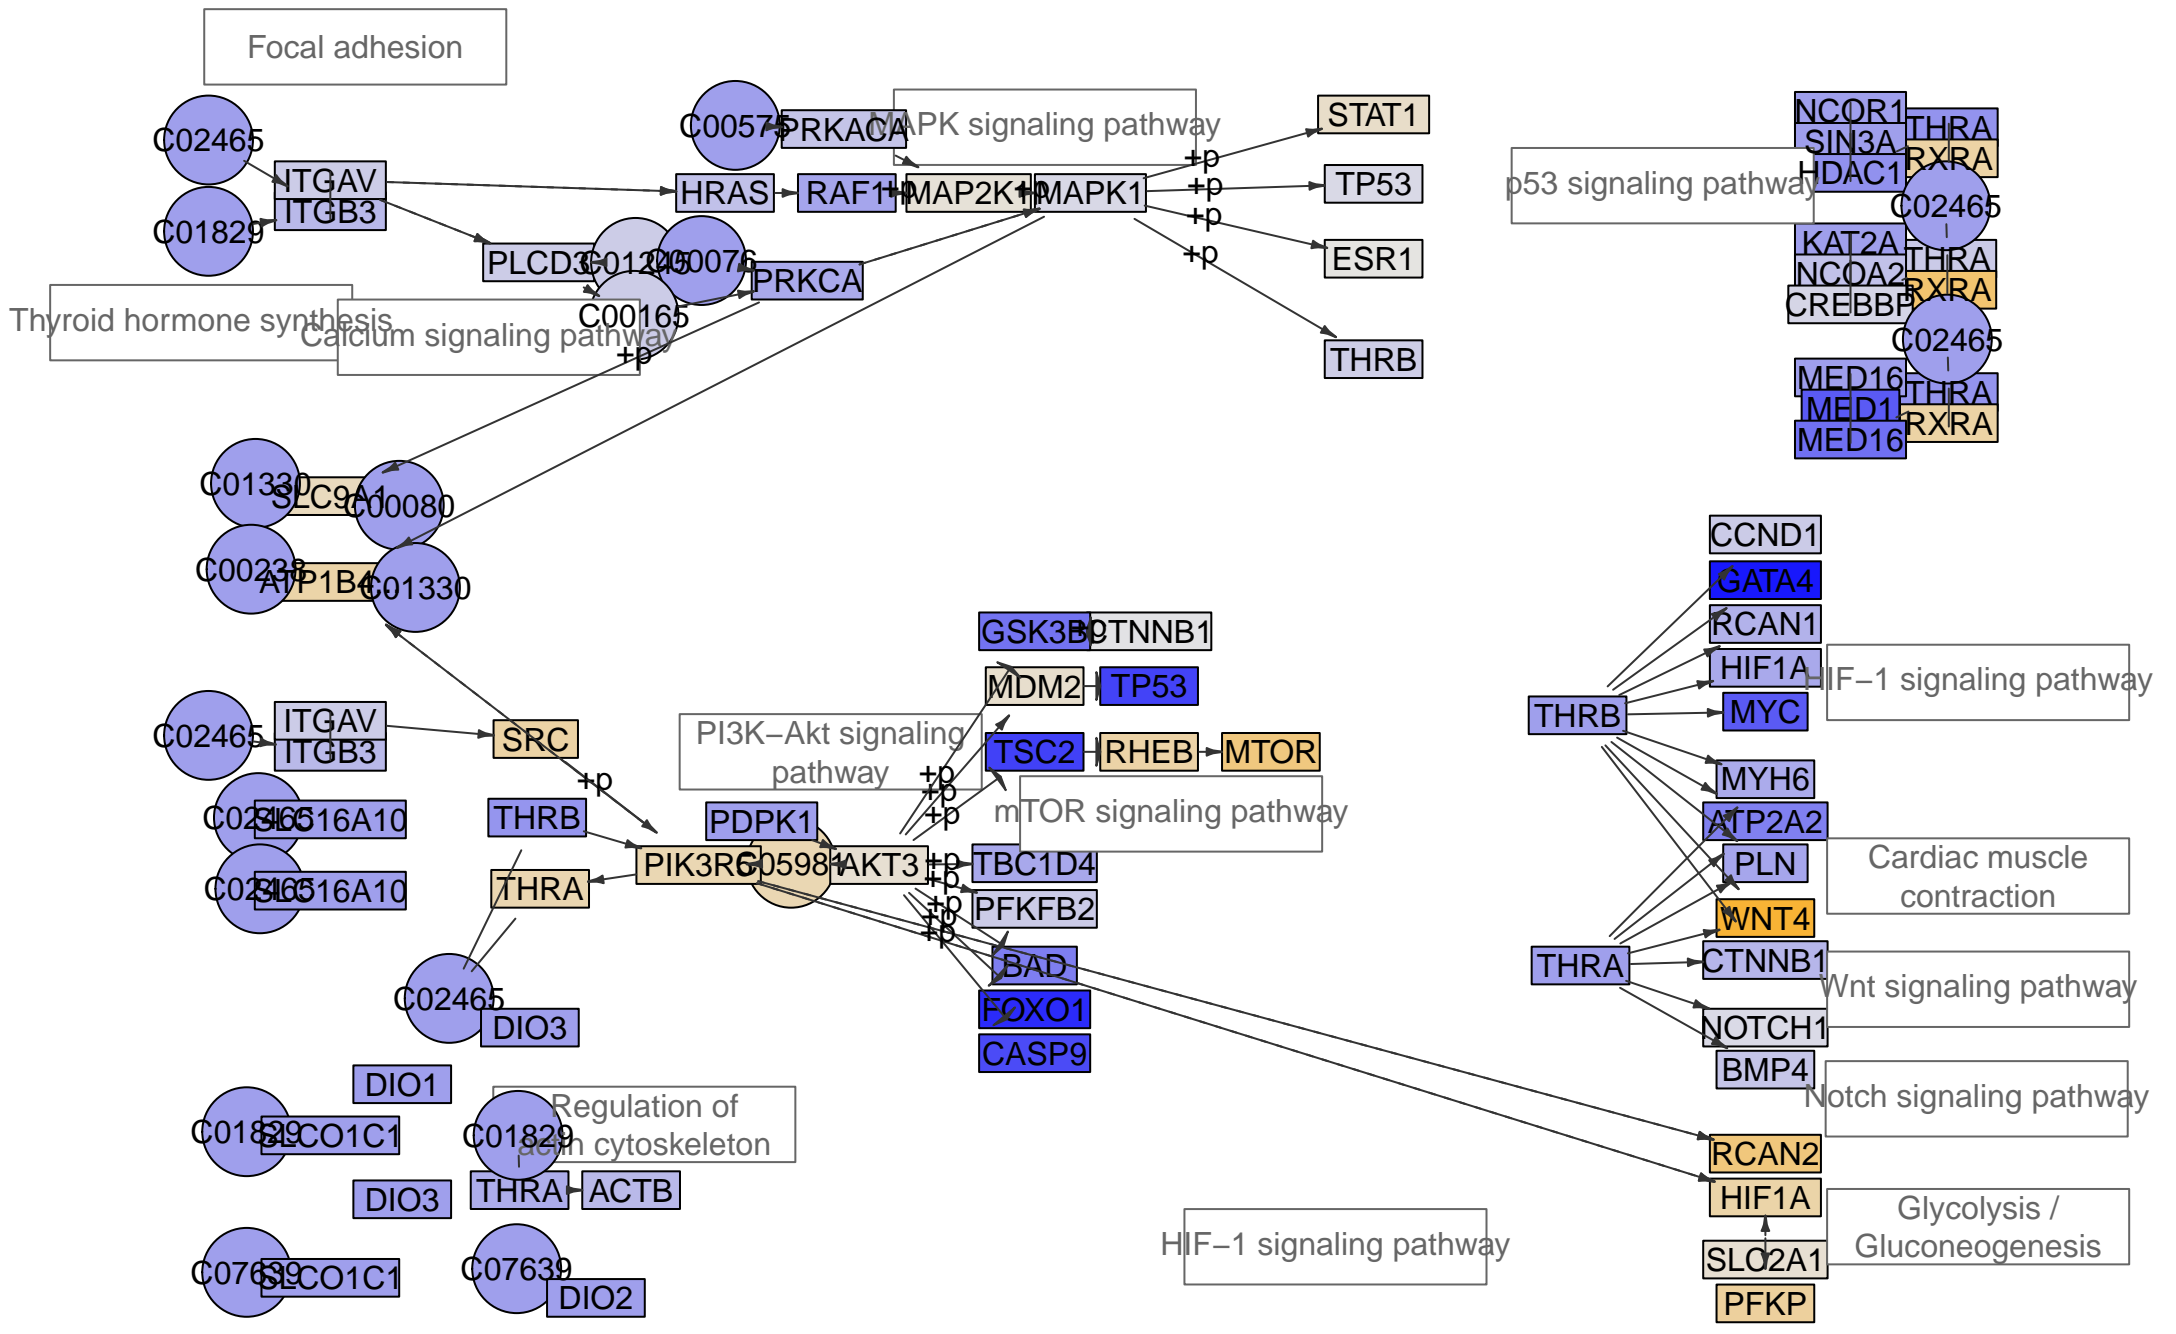 Focal adhesion
C02465
C01829
ITGAV
ITGB3
C00575
PRKACA
MAPK signaling pathway
HRAS
RAF1
+p
MAP2K1
+p
MAPK1
PLCD3
C01245
C00076
C00165
PRKCA
Thyroid hormone synthesis
Calcium signaling pathway
+p
+p
+p
+p
+p
STAT1
TP53
ESR1
THRB
p53 signaling pathway
NCOR1
SIN3A
HDAC1
THRA
RXRA
C02465
KAT2A
NCOA2
CREBBP
THRA
RXRA
C02465
MED16
MED1
MED16
THRA
RXRA
C01330
SLC9A1
C00080
C00238
ATP1B4...
C01330
C02465
ITGAV
ITGB3
SRC
+p
C02465
SLC16A10
C02465
SLC16A10
THRB
THRA
PIK3R6
C05981
PDPK1
AKT3
C02465
DIO3
PI3K−Akt signaling
pathway
GSK3B
+p
CTNNB1
MDM2
TP53
TSC2
RHEB
MTOR
mTOR signaling pathway
+p
+p
+p
+p
+p
+p
+p
+p
TBC1D4
PFKFB2
BAD
FOXO1
CASP9
CCND1
GATA4
RCAN1
HIF1A
MYC
HIF−1 signaling pathway
THRB
MYH6
ATP2A2
PLN
WNT4
Cardiac muscle
contraction
THRA
CTNNB1
Wnt signaling pathway
NOTCH1
BMP4
Notch signaling pathway
DIO1
C01829
SLCO1C1
DIO3
C07639
SLCO1C1
Regulation of
actin cytoskeleton
C01829
THRA
ACTB
C07639
DIO2
HIF−1 signaling pathway
RCAN2
HIF1A
SLC2A1
PFKP
Glycolysis /
Gluconeogenesis